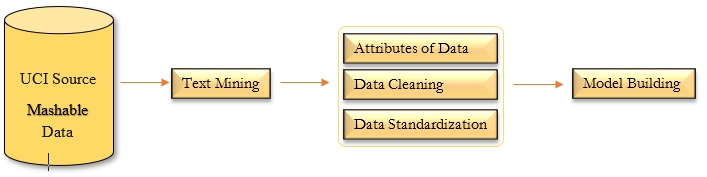 UCI Source
Mashable
Data
Text Mining
Attributes of Data
Data Cleaning
Data Standardization
Model Building